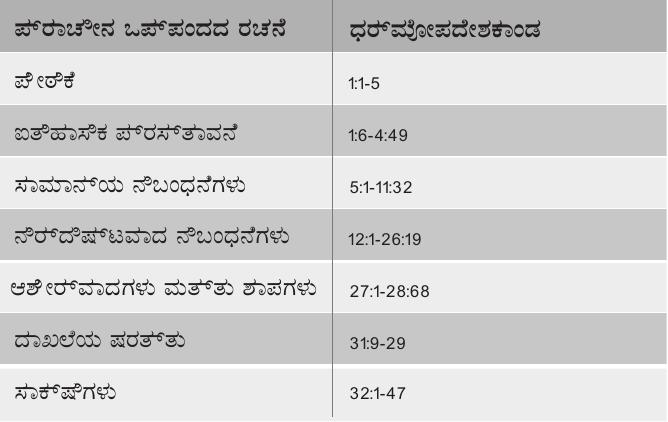 ಪ್ರಾಚೀನ ಒಪ್ಪಂದದ ರಚನೆ ಧರ್ಮೋಪದೇಶಕಾಂಡ
ಪೀಠಿಕೆ 1:1-5
ಐತಿಹಾಸಿಕ ಪ್ರಸ್ತಾವನೆ 1:6-4:49
ಸಾಮಾನ್ಯ ನಿಬಂಧನೆಗಳು 5:1-11:32
ನಿರ್ದಿಷ್ಟವಾದ ನಿಬಂಧನೆಗಳು 12:1-26:19
ಆಶೀರ್ವಾದಗಳು ಮತ್ತು ಶಾಪಗಳು 27:1-28:68
ದಾಖಲೆಯ ಷರತ್ತು 31:9-29
ಸಾಕ್ಷಿಗಳು 32:1-47